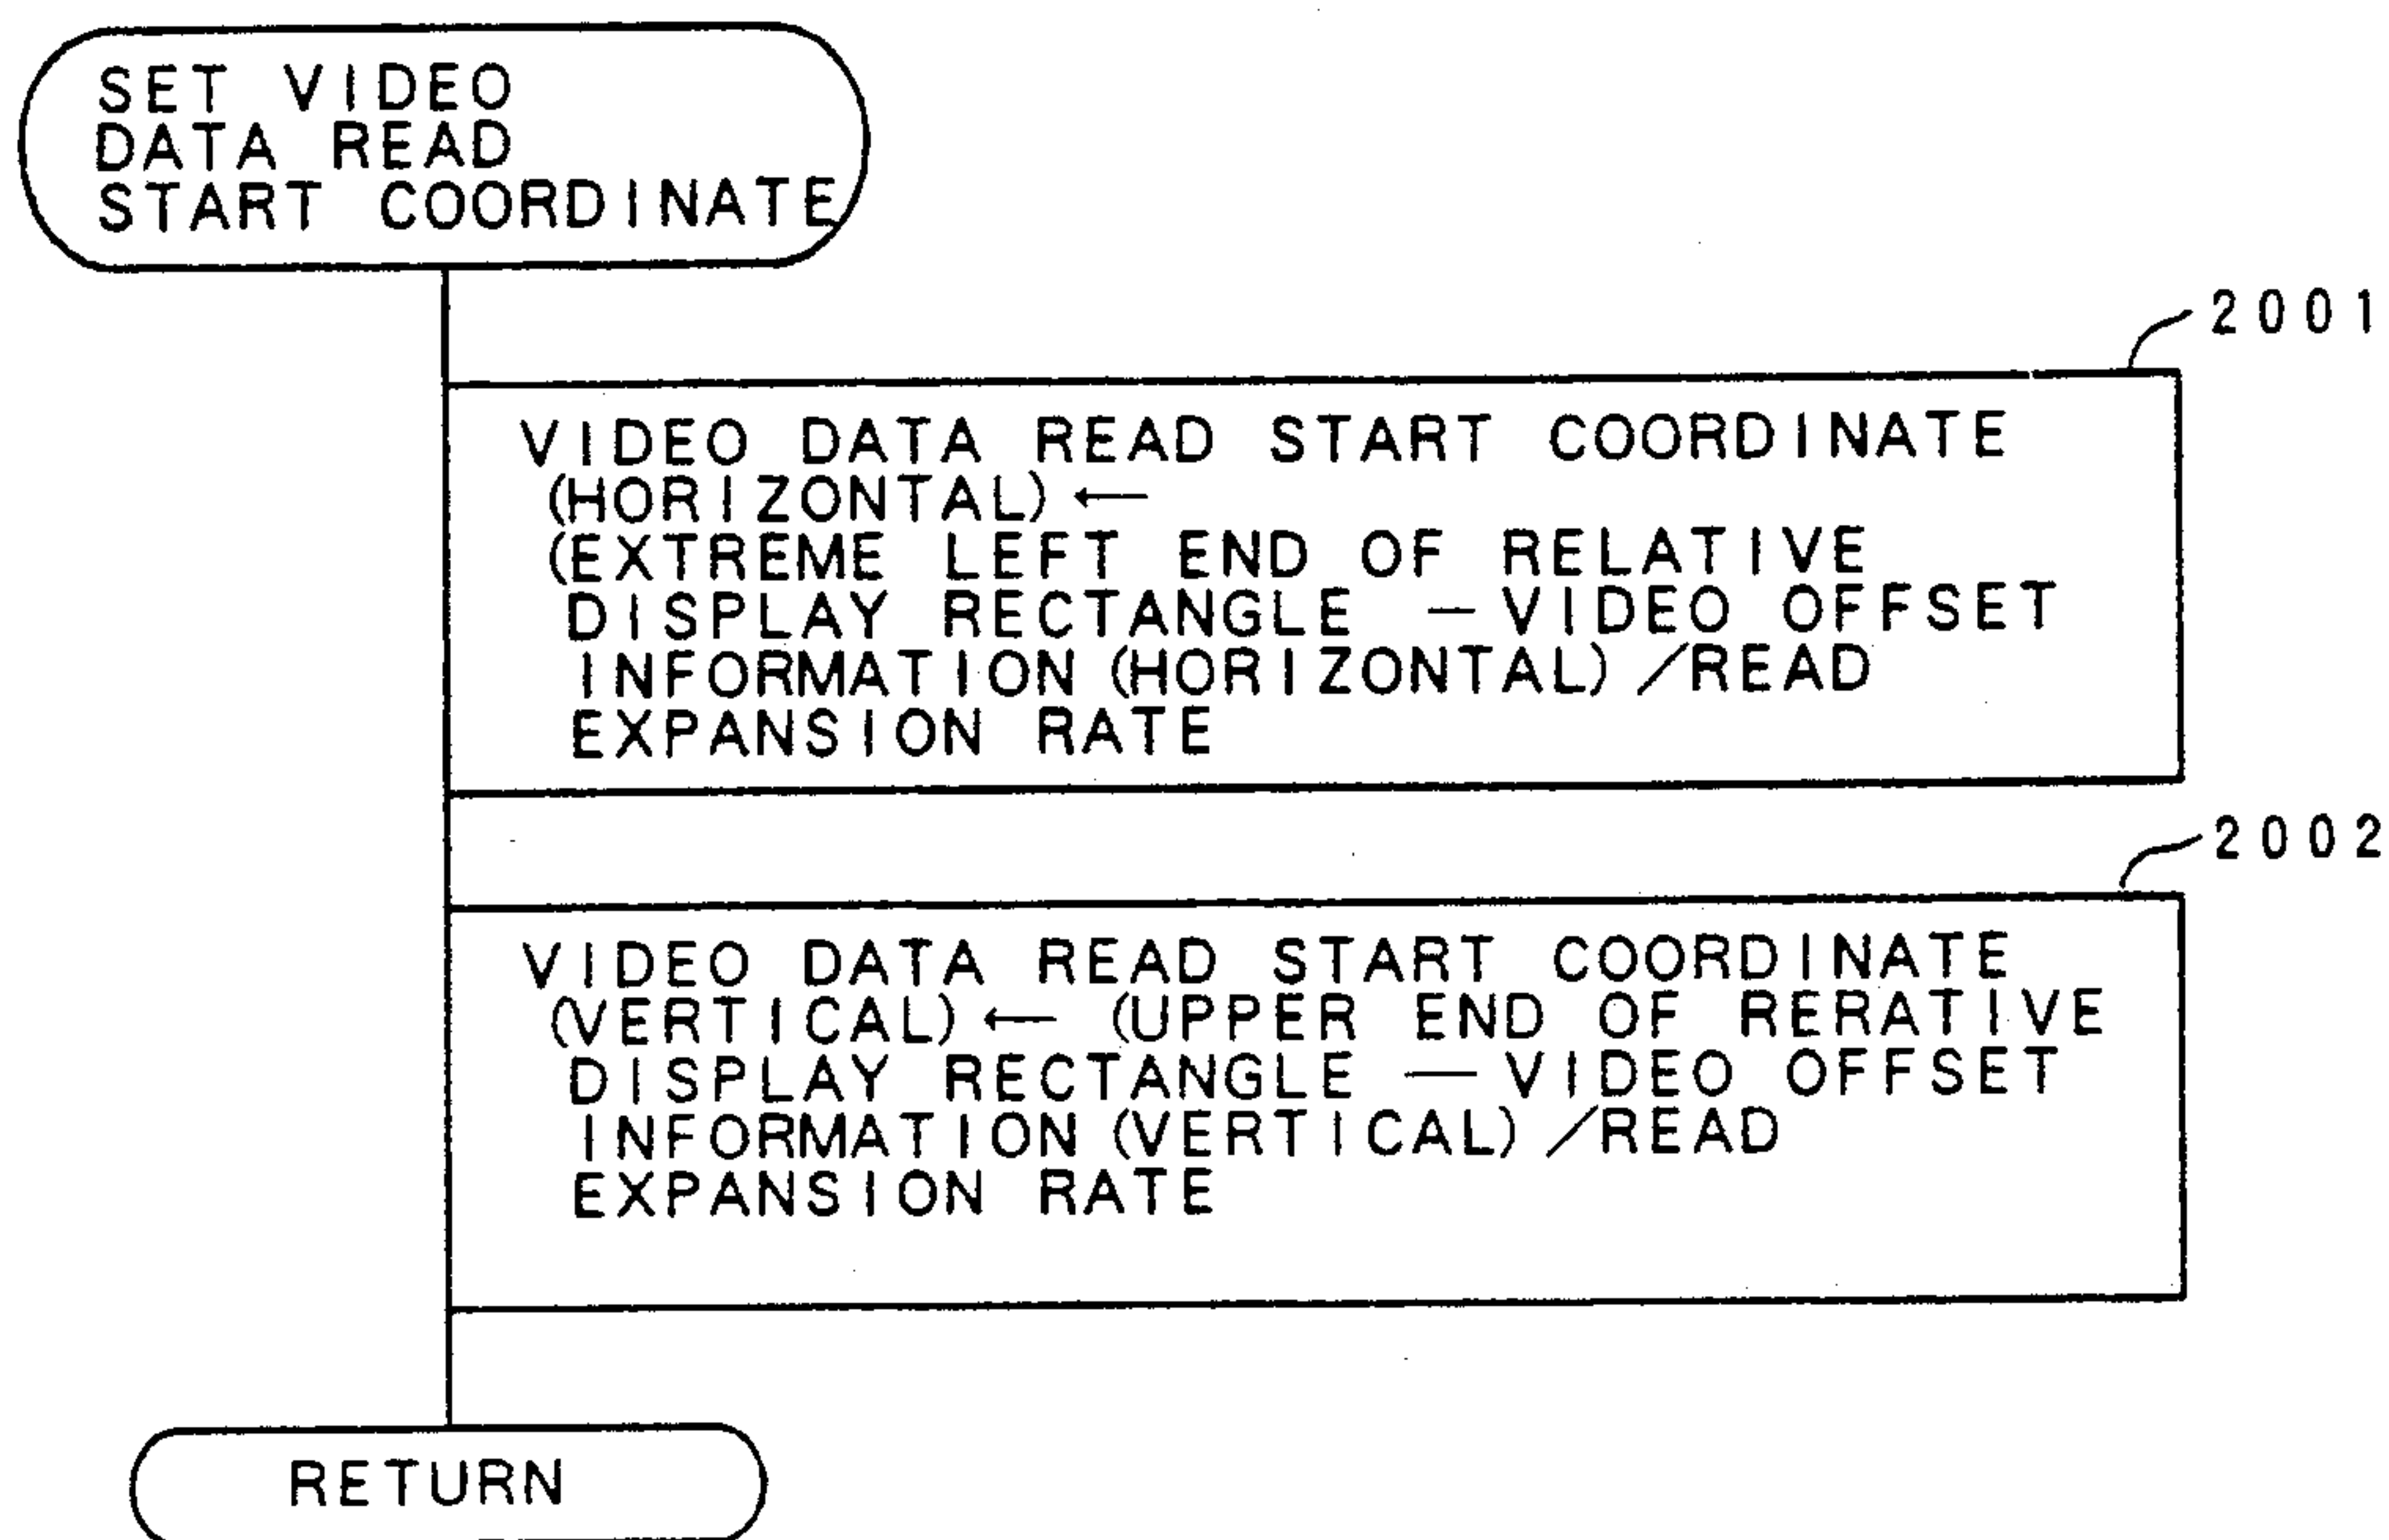 SET VIDEO
DATA READ
START COORDINATE
2001
VIDEO DATA READ START COORDINATE
(HORIZONTAL) ←
(EXTREME LEFT END OF RELATIVE
DISPLAY RECTANGLE — VIDEO OFFSET
INFORMATION (HORIZONTAL) / READ
EXPANSION RATE
2002
VIDEO DATA READ START COORDINATE
(VERTICAL) ← (UPPER END OF RERATIVE
DISPLAY RECTANGLE — VIDEO OFFSET
INFORMATION (VERTICAL) / READ
EXPANSION RATE
RETURN